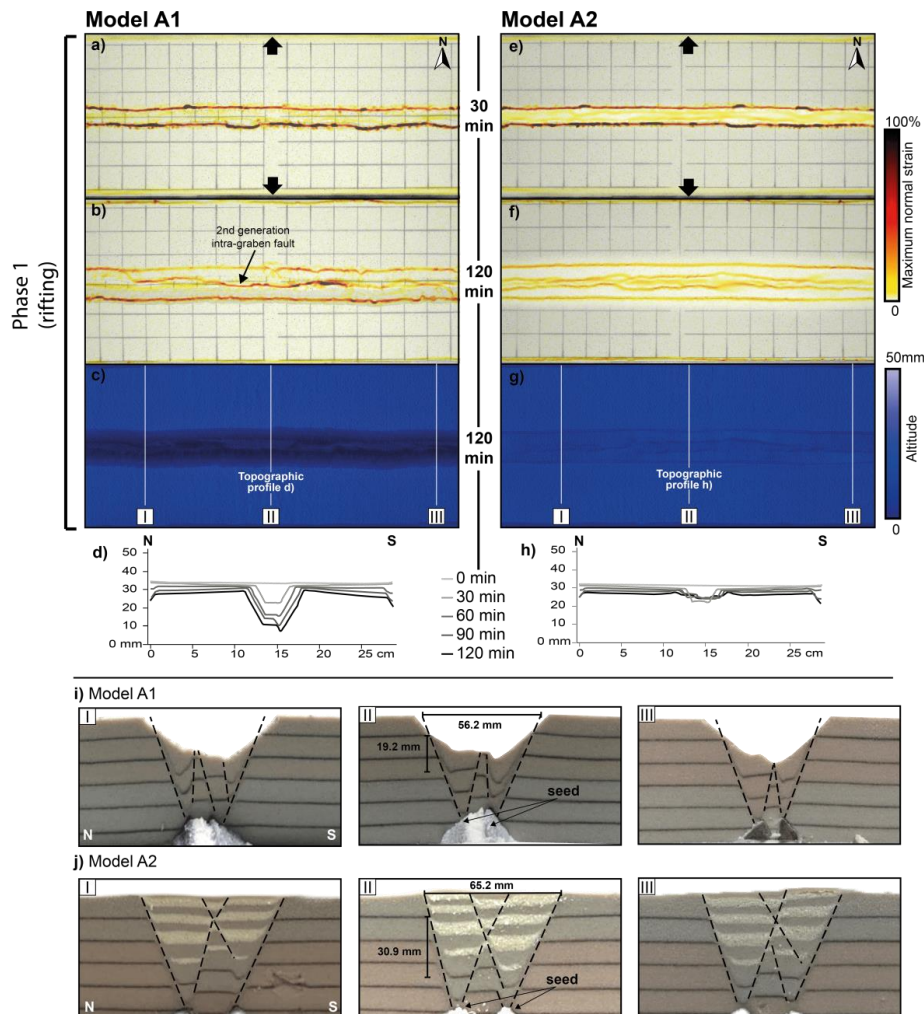 Model A1
Model A2
Phase 1
(rifting)
a)
N
30
min
e)
N
100%
Maximum normal strain
0
b)
2nd generation
intra-graben fault
120
min
f)
c)
Topographic
profile d)
I
II
III
120
min
g)
Topographic
profile h)
I
II
III
50mm
Altitude
0
d)
N
S
50
40
30
20
10
0 mm
0
5
10
15
20
25 cm
0 min
30 min
60 min
90 min
120 min
h)
N
S
50
40
30
20
10
0 mm
0
5
10
15
20
25 cm
i) Model A1
I
N
S
II
56.2 mm
19.2 mm
seed
III
j) Model A2
I
N
S
II
65.2 mm
30.9 mm
seed
III